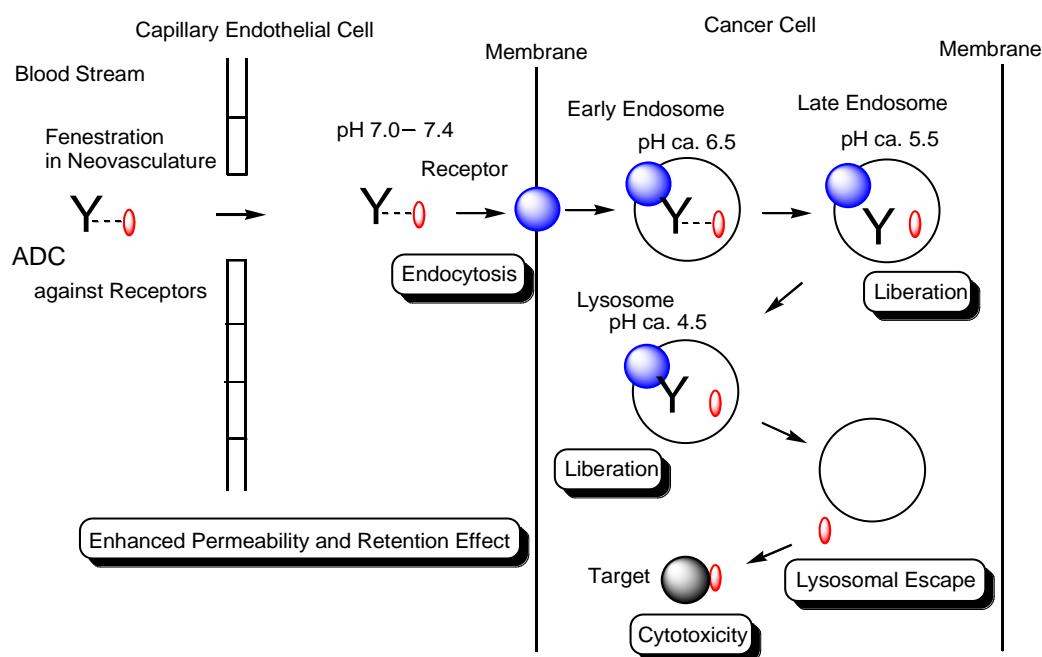 Capillary Endothelial Cell
Blood Stream
Fenestration
in Neovasculature
Y
ADC
against Receptors
Enhanced Permeability and Retention Effect
pH 7.0 – 7.4
Y
Receptor
Endocytosis
Membrane
Cancer Cell
Membrane
Early Endosome
pH ca. 6.5
Y
Late Endosome
pH ca. 5.5
Y
Liberation
Lysosome
pH ca. 4.5
Y
Liberation
Lysosomal Escape
Target
Cytotoxicity